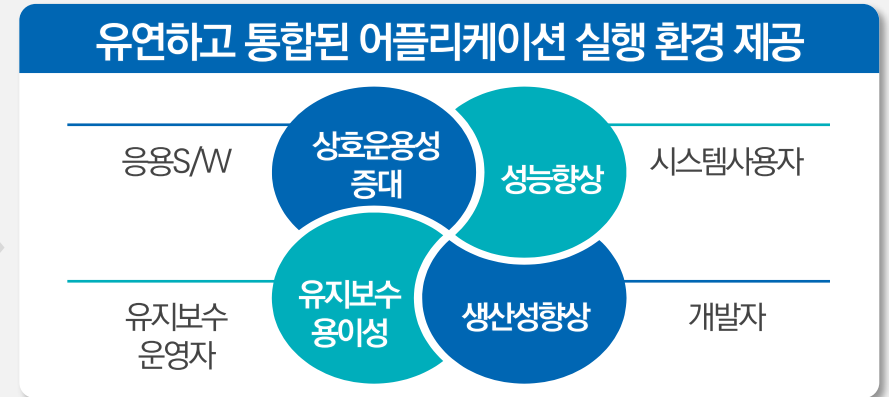 유연하고 통합된 어플리케이션 실행 환경 제공
응용S/W
상호운용성
증대
성능향상
시스템사용자
유지보수
운영자
유지보수
용이성
생산성향상
개발자